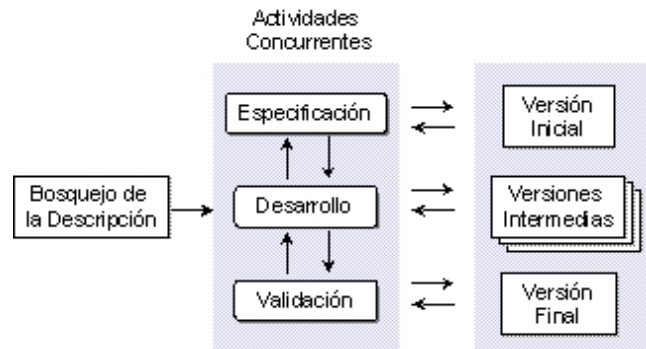 Actividades
Concurrentes
Especificación
Versión
Inicial
Bosquejo de
la Descripción
Desarrollo
Versiones
Intermedias
Validación
Versión
Final